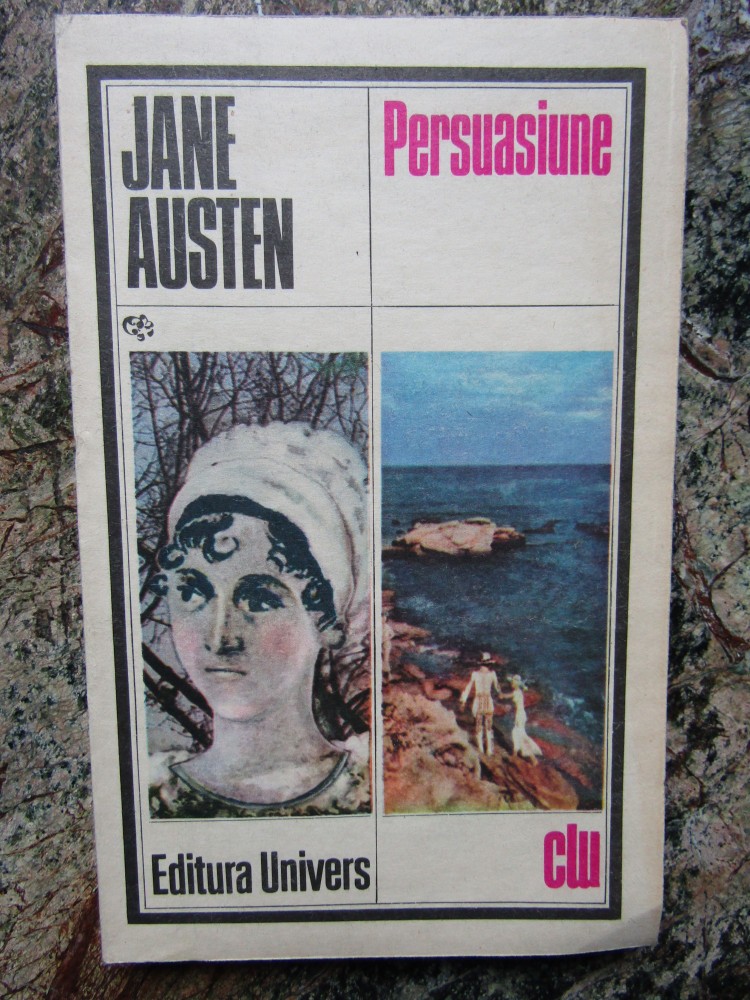 JANE
AUSTEN
Persuasiune
Editura Univers
clu